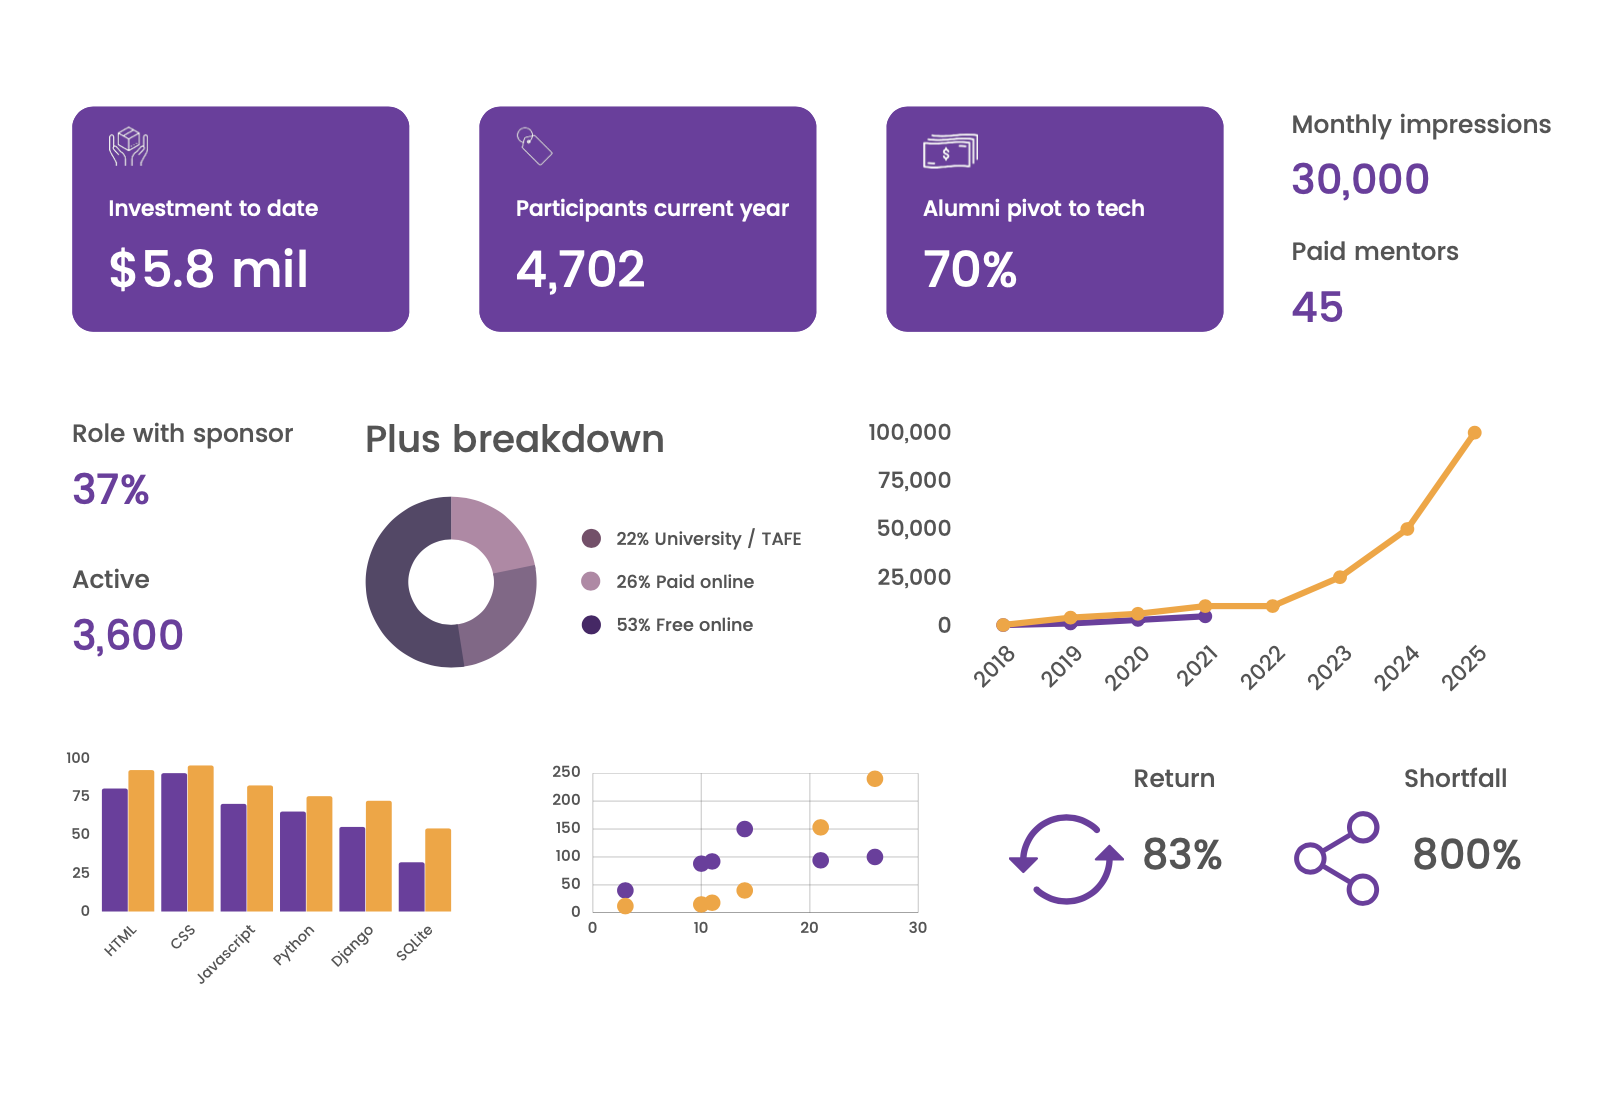 Investment to date
$5.8 mil
Participants current year
4,702
$
Alumni pivot to tech
70%
Monthly impressions
30,000
Paid mentors
45
Role with sponsor
37%
Active
3,600
Plus breakdown
22% University / TAFE
26% Paid online
53% Free online
100,000
75,000
50,000
25,000
0
2018 2019 2020 2021 2022 2023 2024 2025
100
75
50
25
0
HTML CSS Javascript Python Django SQLite
250
200
150
100
50
0
0 10 20 30
Return
83%
Shortfall
800%